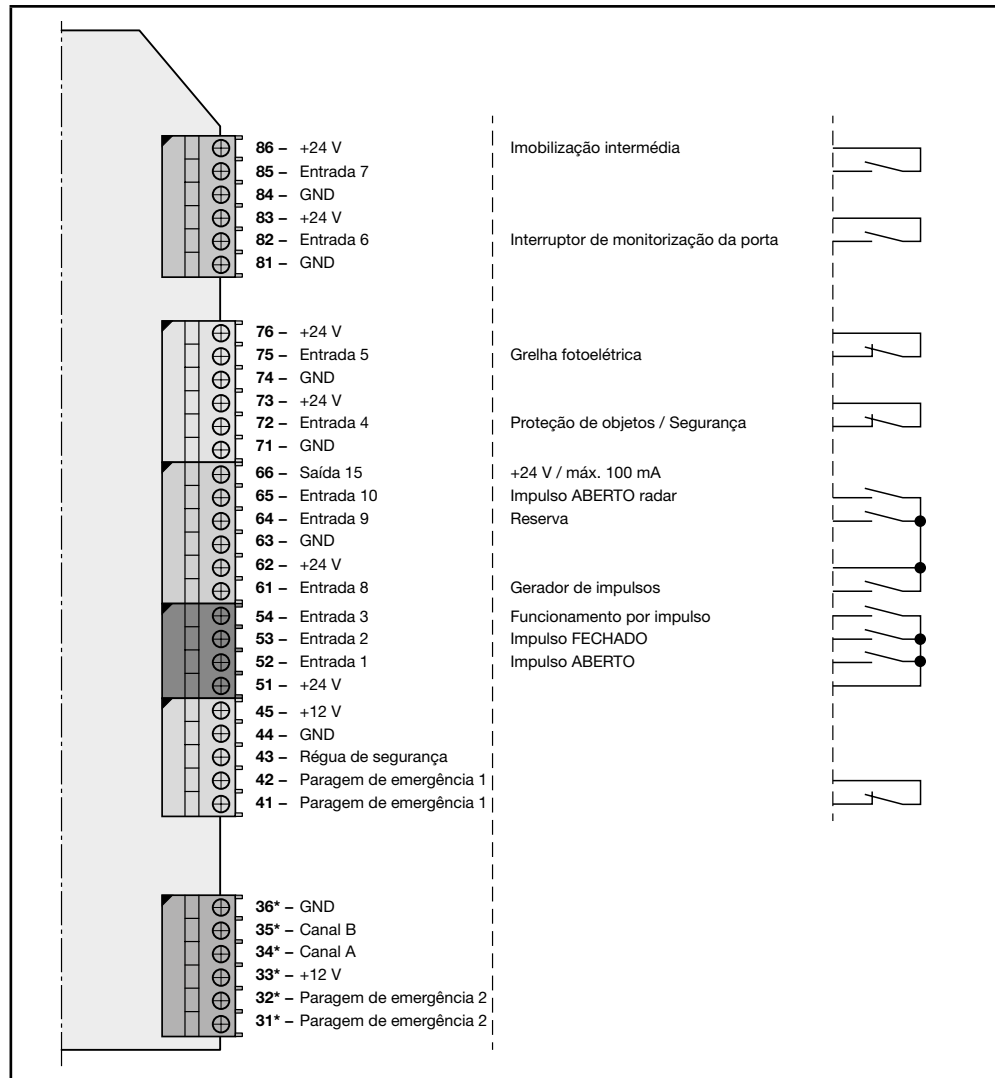 86 – +24 V Imobilização intermédia
85 – Entrada 7
84 – GND
83 – +24 V
82 – Entrada 6 Interruptor de monitorização da porta
81 – GND
76 – +24 V
75 – Entrada 5 Grelha fotoelétrica
74 – GND
73 – +24 V
72 – Entrada 4 Proteção de objetos / Segurança
71 – GND
66 – Saída 15 +24 V / máx. 100 mA
65 – Entrada 10 Impulso ABERTO radar
64 – Entrada 9 Reserva
63 – GND
62 – +24 V
61 – Entrada 8 Gerador de impulsos
54 – Entrada 3 Funcionamento por impulso
53 – Entrada 2 Impulso FECHADO
52 – Entrada 1 Impulso ABERTO
51 – +24 V
45 – +12 V
44 – GND
43 – Régua de segurança
42 – Paragem de emergência 1
41 – Paragem de emergência 1
36* – GND
35* – Canal B
34* – Canal A
33* – +12 V
32* – Paragem de emergência 2
31* – Paragem de emergência 2